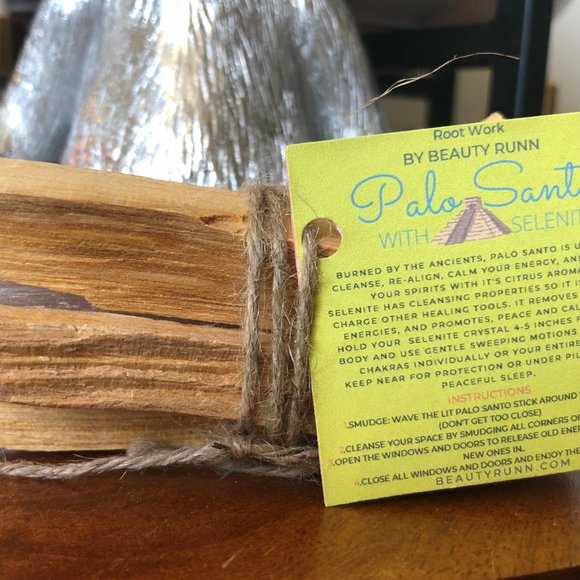 Root Work
BY BEAUTY RUNN
Palo Sant
WITH SELENIT
BURNED BY THE ANCIENTS, PALO SANTO IS U
CLEANSE, RE-ALIGN, CALM YOUR ENERGY, AND
YOUR SPIRITS WITH IT'S CITRUS AROMA
SELENITE HAS CLEANSING PROPERTIES SO IT IS
CHARGE OTHER HEALING TOOLS. IT REMOVES
ENERGIES, AND PROMOTES, PEACE AND CAL
HOLD YOUR SELENITE CRYSTAL 4-5 INCHES F
BODY AND USE GENTLE SWEEPING MOTIONS
CHAKRAS INDIVIDUALLY OR YOUR ENTIRE
KEEP NEAR FOR PROTECTION OR UNDER PIL
PEACEFUL SLEEP.
INSTRUCTIONS
1.SMUDGE: WAVE THE LIT PALO SANTO STICK AROUND Y
(DON'T GET TOO CLOSE)
2.CLEANSE YOUR SPACE BY SMUDGING ALL CORNERS OF
3.OPEN THE WINDOWS AND DOORS TO RELEASE OLD ENER
NEW ONES IN.
4.CLOSE ALL WINDOWS AND DOORS AND ENJOY THE
BEAUTYRUNN.COM